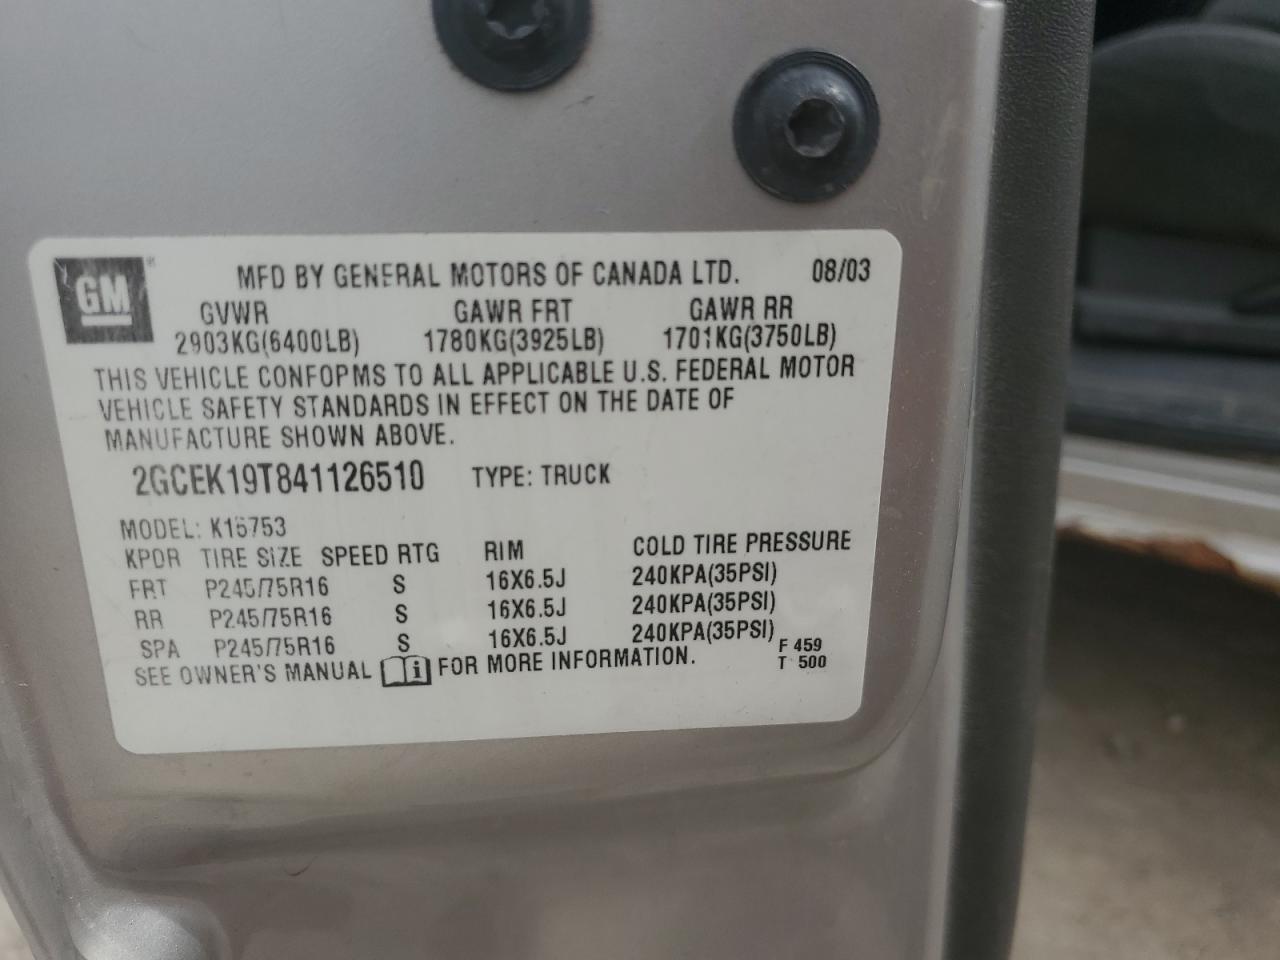 GM ® MFD BY GENERAL MOTORS OF CANADA LTD. 08/03
GVWR GAWR FRT GAWR RR
2903KG(6400LB) 1780KG(3925LB) 1701KG(3750LB)
THIS VEHICLE CONFOPMS TO ALL APPLICABLE U.S. FEDERAL MOTOR
VEHICLE SAFETY STANDARDS IN EFFECT ON THE DATE OF
MANUFACTURE SHOWN ABOVE.
2GCEK19T841126510 TYPE: TRUCK
MODEL: K15753
KPDR TIRE SIZE SPEED RTG RIM COLD TIRE PRESSURE
FRT P245/75R16 S 16X6.5J 240KPA(35PSI)
RR P245/75R16 S 16X6.5J 240KPA(35PSI)
SPA P245/75R16 S 16X6.5J 240KPA(35PSI)
SEE OWNER'S MANUAL i FOR MORE INFORMATION.
F 459
T 500